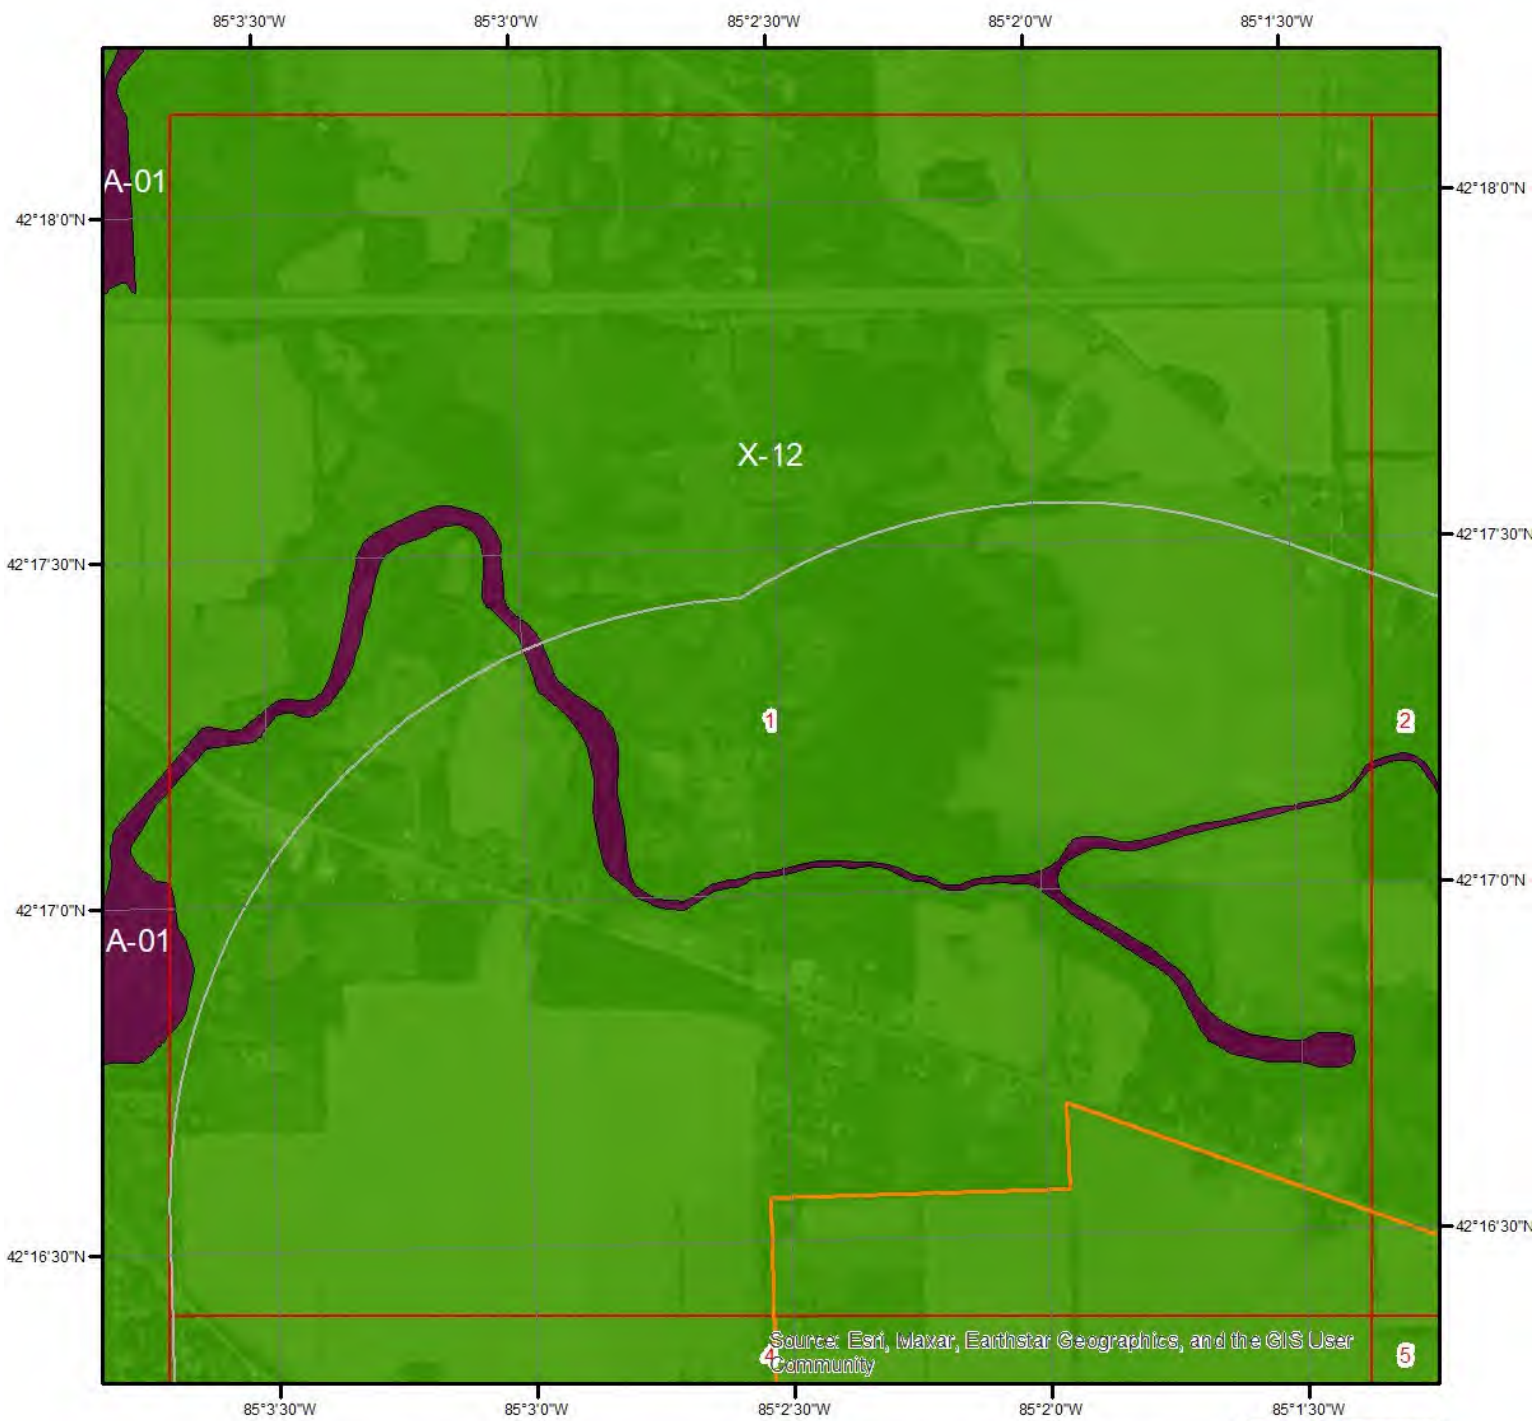 85°3'30"W 85°3'0"W 85°2'30"W 85°2'0"W 85°1'30"W
A-01
42°18'0"N
42°18'0"N
X-12
42°17'30"N
42°17'30"N
1
2
42°17'0"N
42°17'0"N
A-01
42°16'30"N
42°16'30"N
Source: Esri, Maxar, Earthstar Geographics, and the GIS User
Community
4
5
85°3'30"W 85°3'0"W 85°2'30"W 85°2'0"W 85°1'30"W